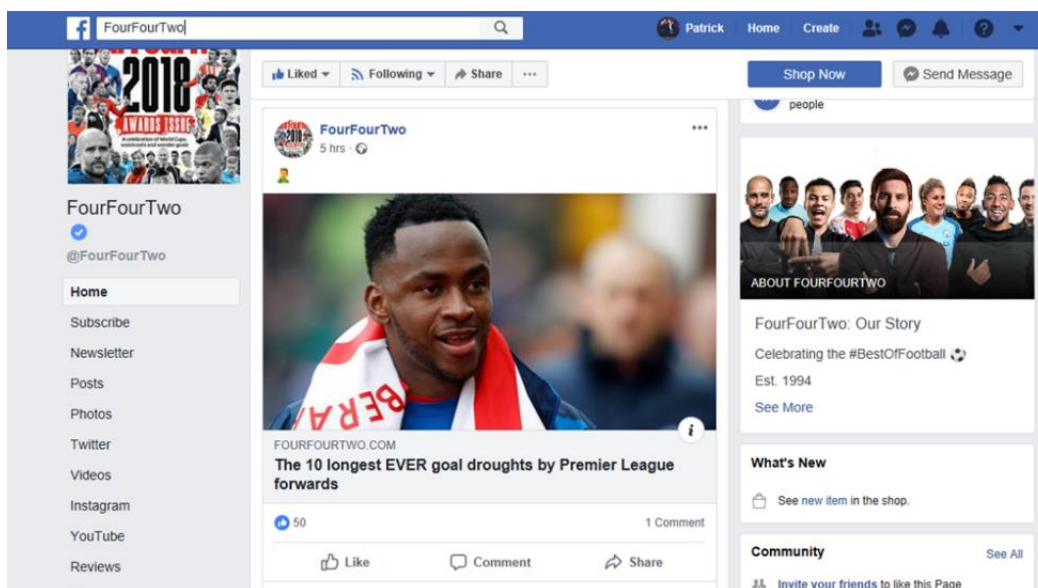 FourFourTwo
Patrick
Home
Create
2018
AWARDS ISSUE
FourFourTwo
@FourFourTwo
Home
Subscribe
Newsletter
Posts
Photos
Twitter
Videos
Instagram
YouTube
Reviews
Liked
Following
Share
Shop Now
Send Message
FourFourTwo
5 hrs
BERA
FOURFOURTWO.COM
The 10 longest EVER goal droughts by Premier League
forwards
50
1 Comment
Like
Comment
Share
people
ABOUT FOURFOURTWO
FourFourTwo: Our Story
Celebrating the #BestOfFootball
Est. 1994
See More
What's New
See new item in the shop.
Community
See All
Invite your friends to like this Page